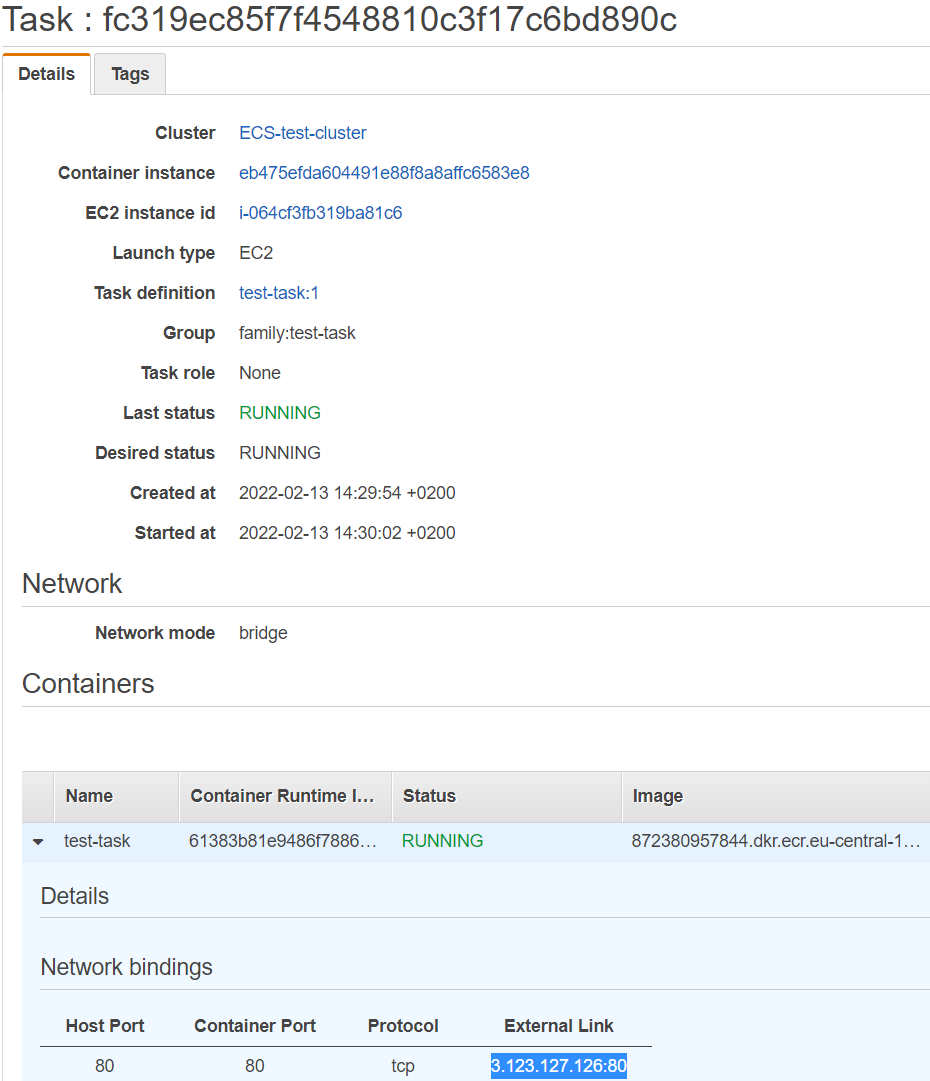 Task : fc319ec85f7f4548810c3f17c6bd890c
Details Tags
Cluster ECS-test-cluster
Container instance eb475efda604491e88f8a8affc6583e8
EC2 instance id i-064cf3fb319ba81c6
Launch type EC2
Task definition test-task:1
Group family:test-task
Task role None
Last status RUNNING
Desired status RUNNING
Created at 2022-02-13 14:29:54 +0200
Started at 2022-02-13 14:30:02 +0200
Network
Network mode bridge
Containers
Name Container Runtime I... Status Image
test-task 61383b81e9486f7886... RUNNING 872380957844.dkr.ecr.eu-central-1...
Details
Network bindings
Host Port Container Port Protocol External Link
80 80 tcp 3.123.127.126:80